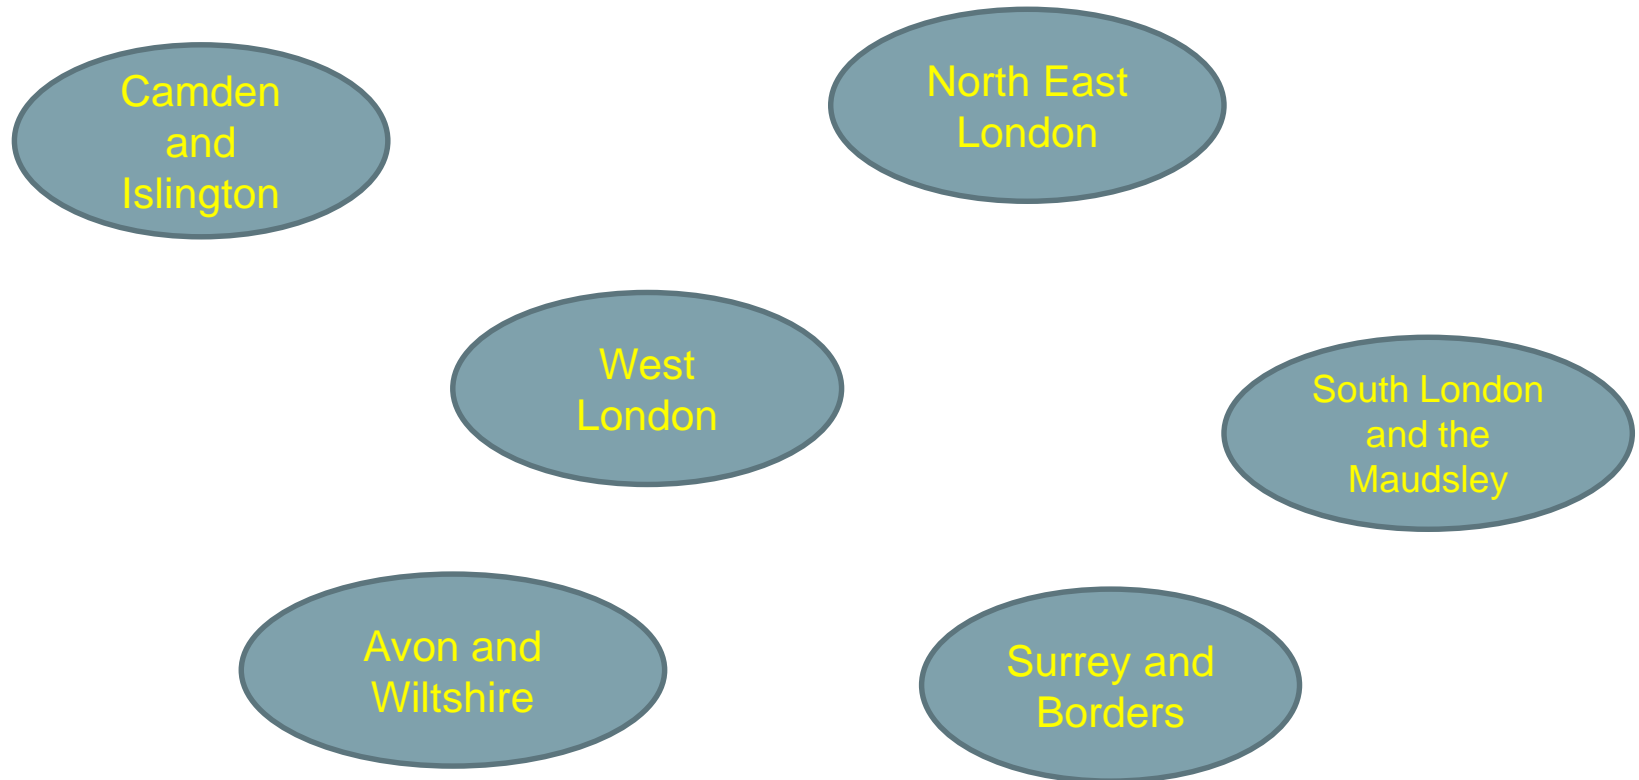 Camden
and
Islington
North East
London
West
London
South London
and the
Maudsley
Avon and
Wiltshire
Surrey and
Borders